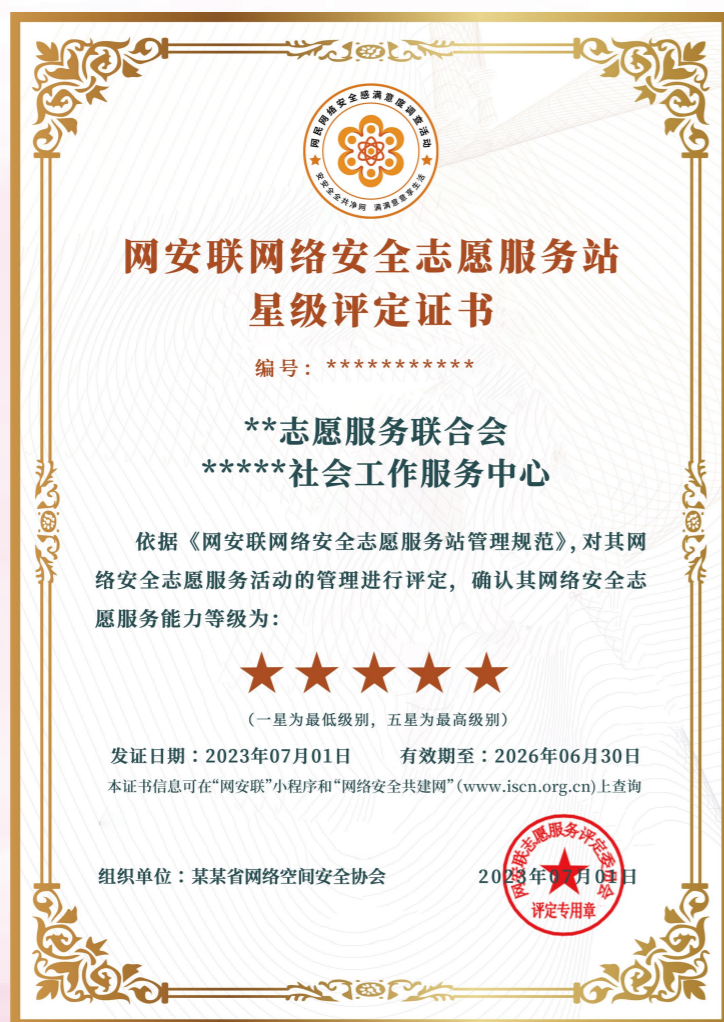 网民网络安全感满意度调查活动
安安全全共净网 满满意意享生活
网安联网络安全志愿服务站
星级评定证书
编号：***********
**志愿服务联合会
*****社会工作服务中心
依据《网安联网络安全志愿服务站管理规范》,对其网
络安全志愿服务活动的管理进行评定，确认其网络安全志
愿服务能力等级为：
（一星为最低级别，五星为最高级别）
发证日期：2023年07月01日 有效期至：2026年06月30日
本证书信息可在“网安联”小程序和“网络安全共建网”(www.iscn.org.cn)上查询
网安联志愿服务评定委员会
组织单位：某某省网络空间安全协会 2023年07月01日
评定专用章